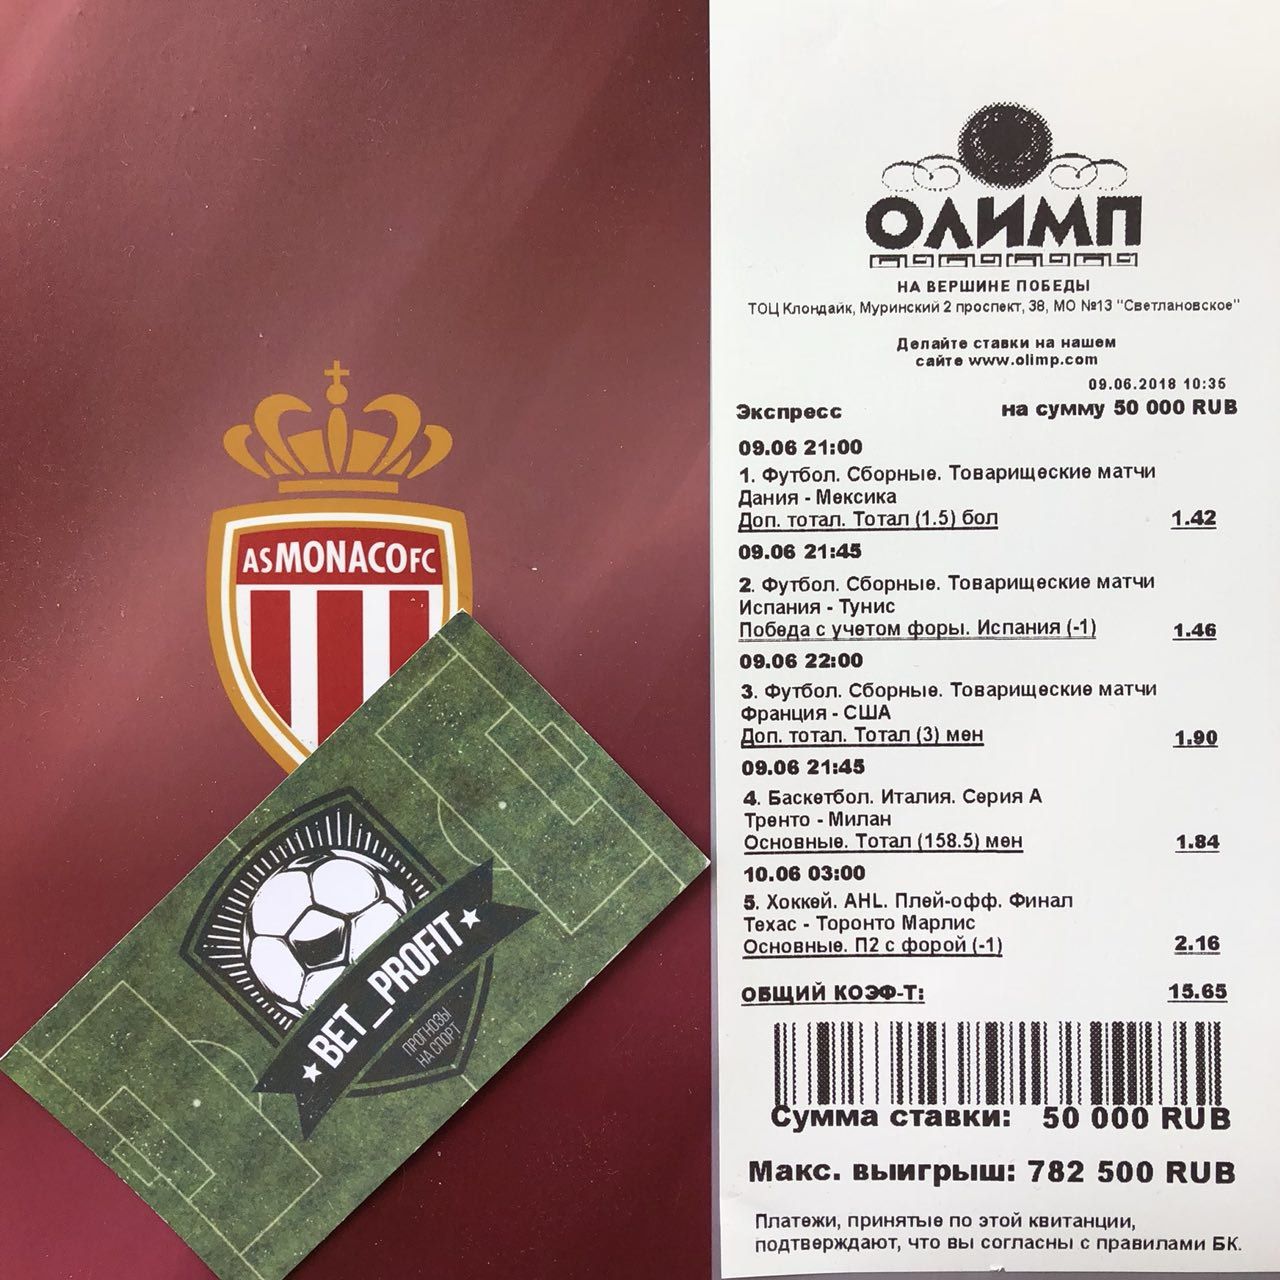 ASMONACOFC
★ BET_PROFIT ★
ПРОГНОЗЫ
НА СПОРТ
ОЛИМП
НА ВЕРШИНЕ ПОБЕДЫ
ТОЦ Клондайк, Муринский 2 проспект, 38, МО №13 "Светлановское"
Делайте ставки на нашем
сайте www.olimp.com
09.06.2018 10:35
Экспресс на сумму 50 000 RUB
09.06 21:00
1. Футбол. Сборные. Товарищеские матчи
Дания - Мексика
Доп. тотал. Тотал (1.5) бол 1.42
09.06 21:45
2. Футбол. Сборные. Товарищеские матчи
Испания - Тунис
Победа с учетом форы. Испания (-1) 1.46
09.06 22:00
3. Футбол. Сборные. Товарищеские матчи
Франция - США
Доп. тотал. Тотал (3) мен 1.90
09.06 21:45
4. Баскетбол. Италия. Серия А
Тренто - Милан
Основные. Тотал (158.5) мен 1.84
10.06 03:00
5. Хоккей. AHL. Плей-офф. Финал
Техас - Торонто Марлис
Основные. П2 с форой (-1) 2.16
ОБЩИЙ КОЭФ-Т: 15.65
Сумма ставки: 50 000 RUB
Макс. выигрыш: 782 500 RUB
Платежи, принятые по этой квитанции,
подтверждают, что вы согласны с правилами БК.